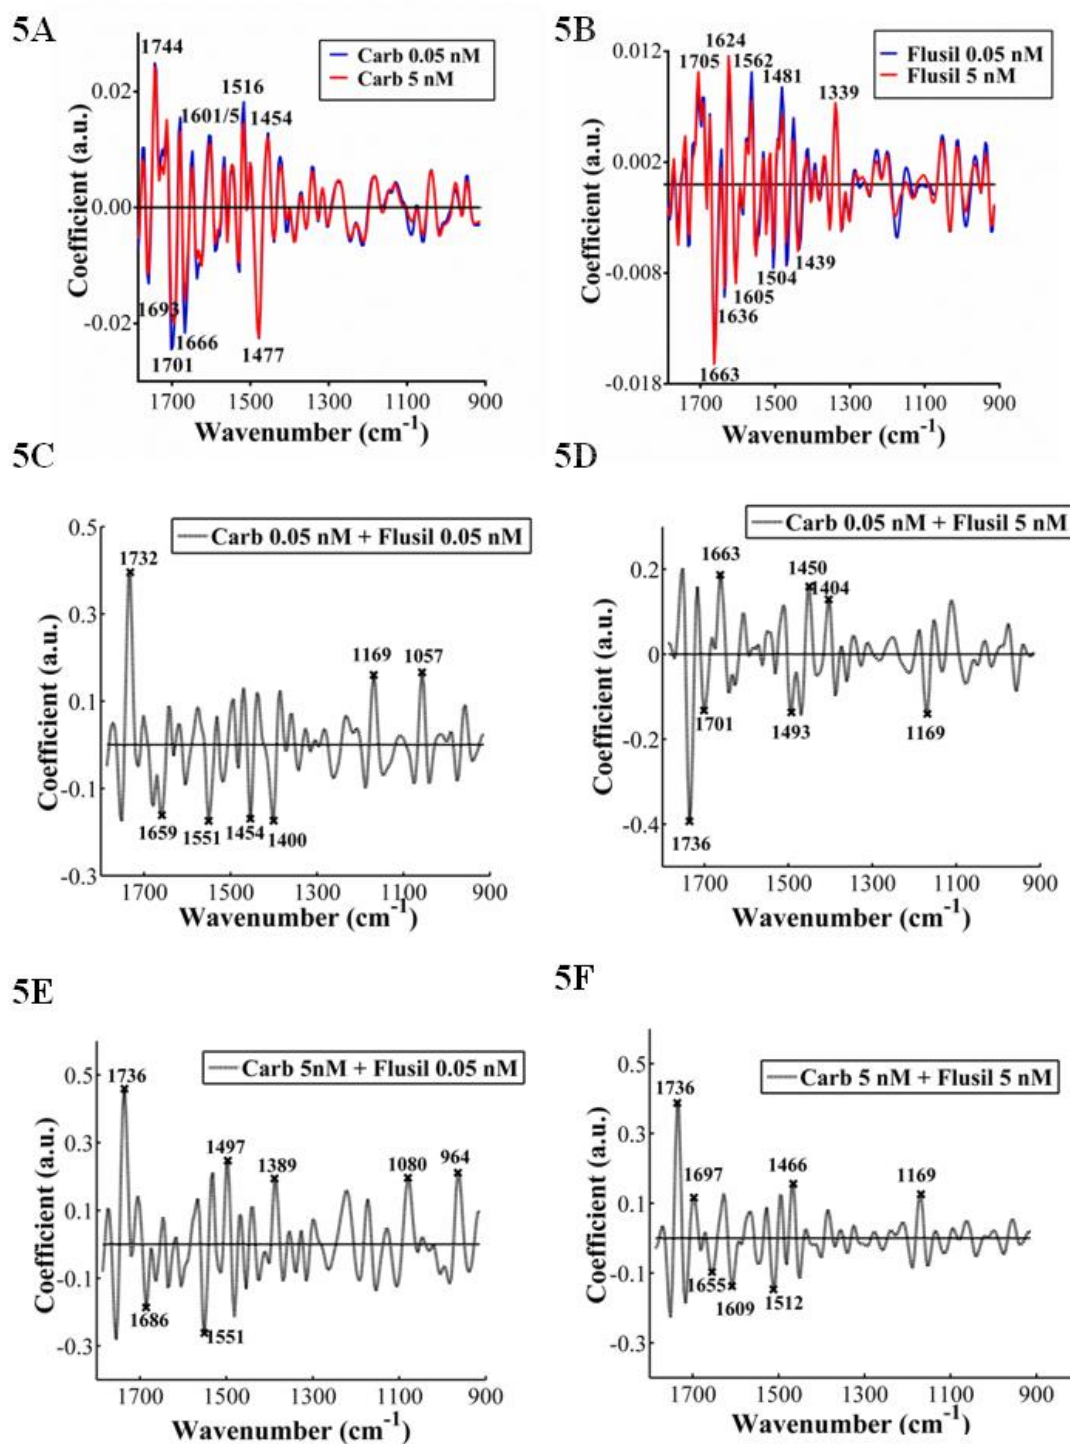 5A
Carb 0.05 nM
Carb 5 nM
1744
1601/5
1516
1454
1693
1666
1701
1477
0.02
0.00
-0.02
Coefficient (a.u.)
1700 1500 1300 1100 900
Wavenumber (cm-1)
5B
Flusil 0.05 nM
Flusil 5 nM
1705
1624
1562
1481
1339
1439
1504
1605
1636
1663
0.012
0.002
-0.008
-0.018
Coefficient (a.u.)
1700 1500 1300 1100 900
Wavenumber (cm-1)
5C
Carb 0.05 nM + Flusil 0.05 nM
1732
1169
1057
1659
1551
1454
1400
0.5
0.3
0.1
-0.1
-0.3
Coefficient (a.u.)
1700 1500 1300 1100 900
Wavenumber (cm-1)
5D
Carb 0.05 nM + Flusil 5 nM
1663
1450
1404
1701
1493
1169
1736
0.2
0
-0.2
-0.4
Coefficient (a.u.)
1700 1500 1300 1100 900
Wavenumber (cm-1)
5E
Carb 5nM + Flusil 0.05 nM
1736
1497
1389
1080
964
1686
1551
0.5
0.3
0.1
-0.1
-0.3
Coefficient (a.u.)
1700 1500 1300 1100 900
Wavenumber (cm-1)
5F
Carb 5 nM + Flusil 5 nM
1736
1697
1466
1169
1655
1609
1512
0.5
0.3
0.1
-0.1
-0.3
Coefficient (a.u.)
1700 1500 1300 1100 900
Wavenumber (cm-1)